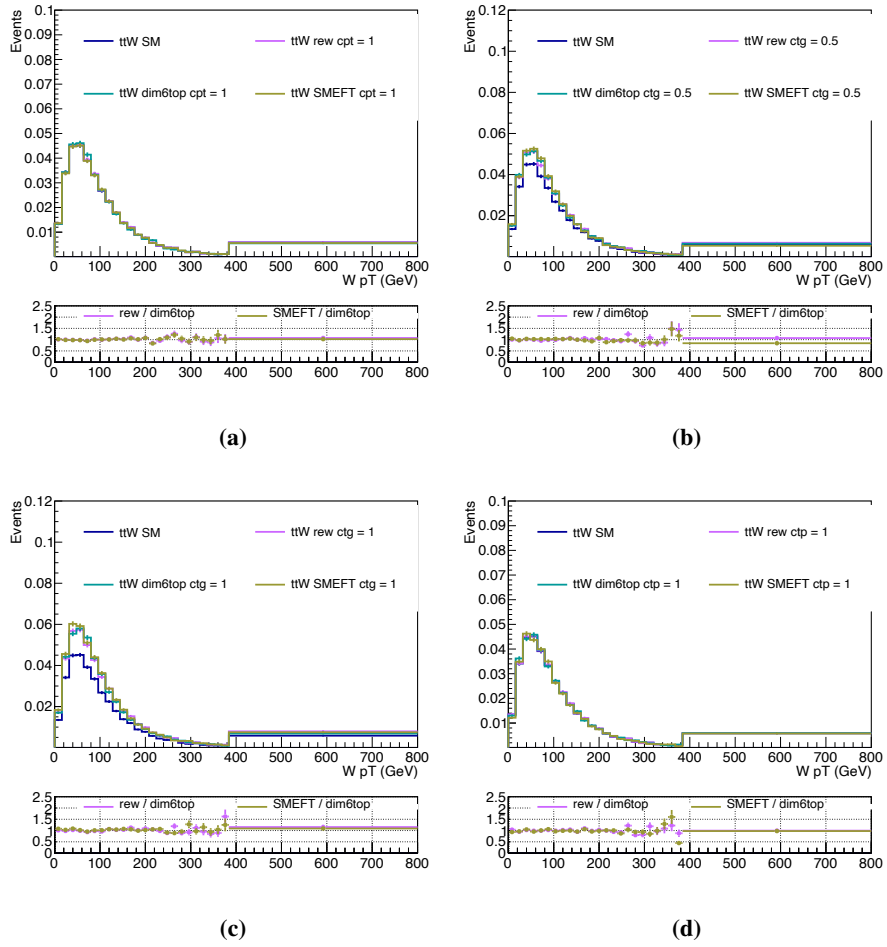 Events
0.1
0.09
0.08
0.07
0.06
0.05
0.04
0.03
0.02
0.01
ttW SM
ttW rew cpt = 1
ttW dim6top cpt = 1
ttW SMEFT cpt = 1
0 100 200 300 400 500 600 700 800
W pT (GeV)
2.5
2
1.5
1
0.5
rew / dim6top
SMEFT / dim6top
0 100 200 300 400 500 600 700 800
(a)
Events
0.12
0.1
0.08
0.06
0.04
0.02
ttW SM
ttW rew ctg = 0.5
ttW dim6top ctg = 0.5
ttW SMEFT ctg = 0.5
0 100 200 300 400 500 600 700 800
W pT (GeV)
2.5
2
1.5
1
0.5
rew / dim6top
SMEFT / dim6top
0 100 200 300 400 500 600 700 800
(b)
Events
0.12
0.1
0.08
0.06
0.04
0.02
ttW SM
ttW rew ctg = 1
ttW dim6top ctg = 1
ttW SMEFT ctg = 1
0 100 200 300 400 500 600 700 800
W pT (GeV)
2.5
2
1.5
1
0.5
rew / dim6top
SMEFT / dim6top
0 100 200 300 400 500 600 700 800
(c)
Events
0.1
0.09
0.08
0.07
0.06
0.05
0.04
0.03
0.02
0.01
ttW SM
ttW rew ctp = 1
ttW dim6top ctp = 1
ttW SMEFT ctp = 1
0 100 200 300 400 500 600 700 800
W pT (GeV)
2.5
2
1.5
1
0.5
rew / dim6top
SMEFT / dim6top
0 100 200 300 400 500 600 700 800
(d)